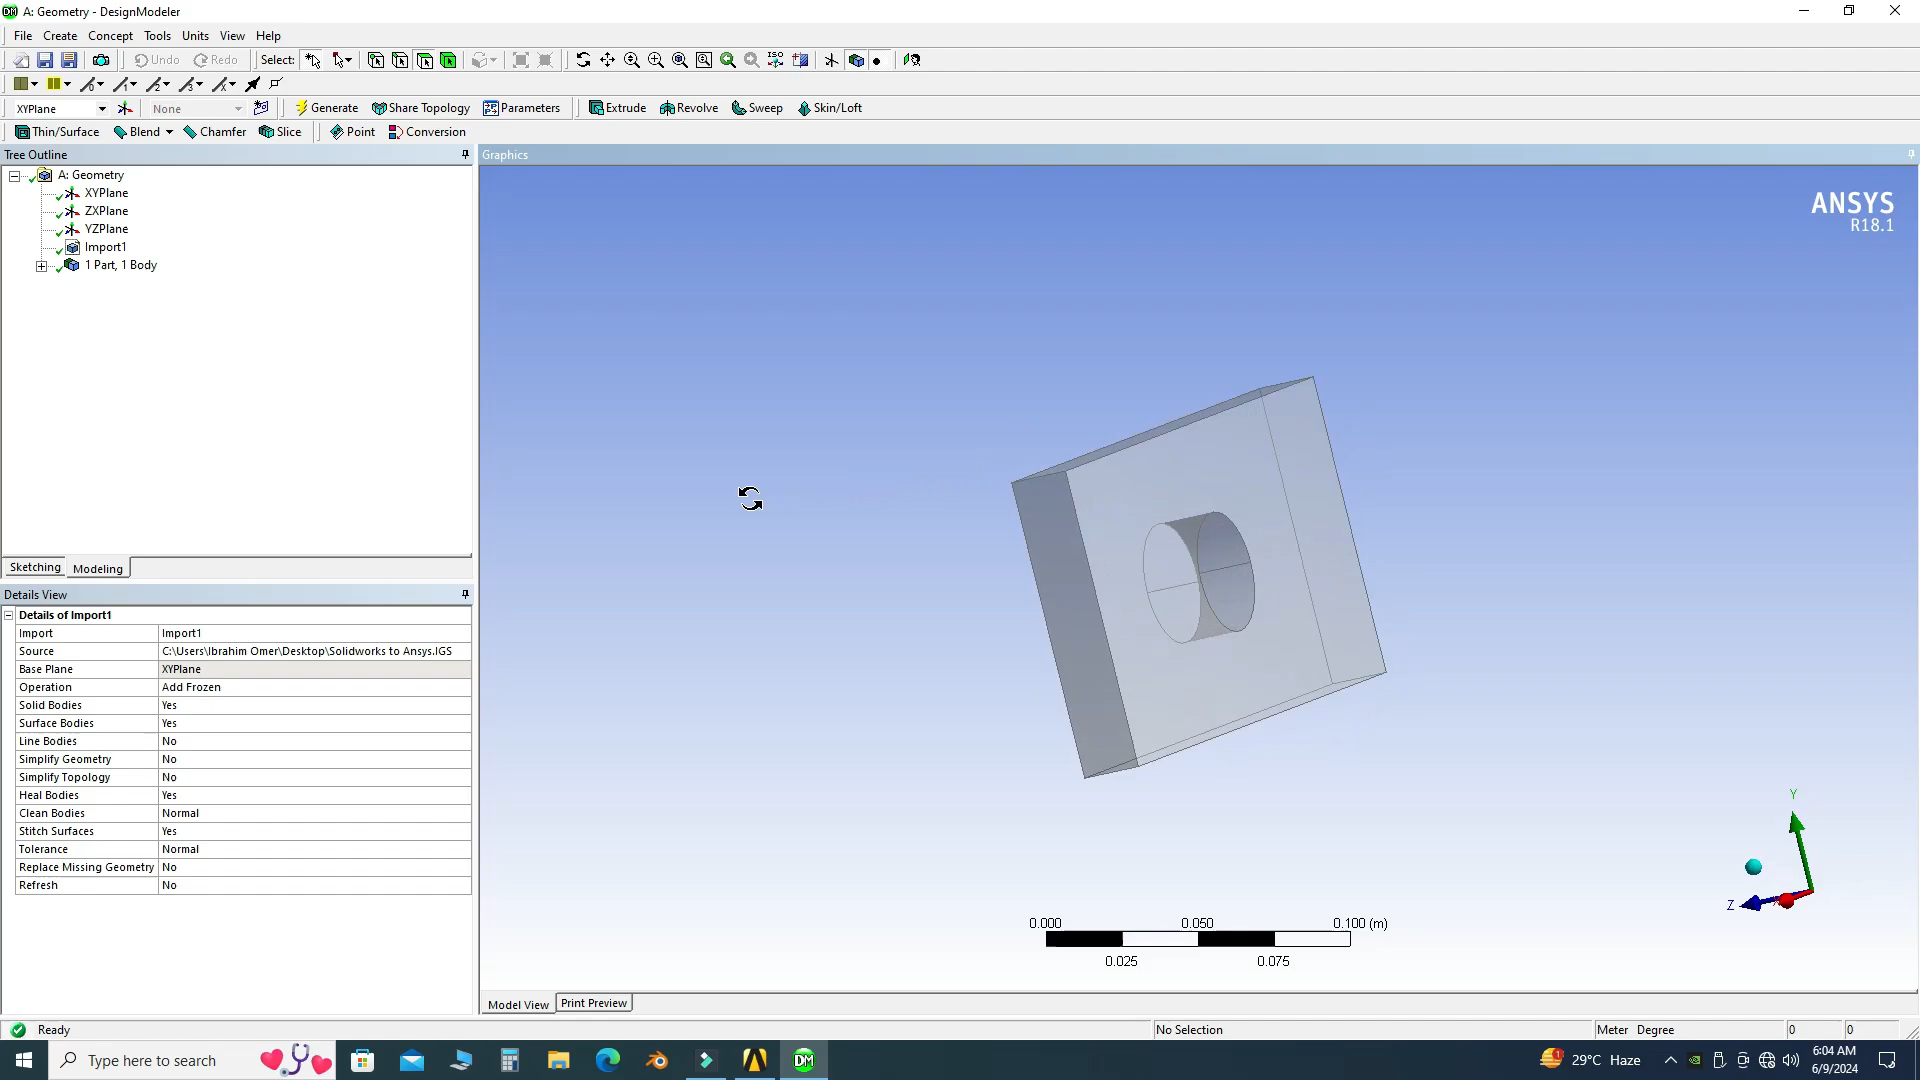 A: Geometry - DesignModeler
File Create Concept Tools Units View Help
Undo Redo Select: ISO
XYPlane None Generate Share Topology Parameters Extrude Revolve Sweep Skin/Loft
Thin/Surface Blend Chamfer Slice Point Conversion
Tree Outline
A: Geometry
XYPlane
ZXPlane
YZPlane
Import1
1 Part, 1 Body
Sketching Modeling
Details View
Details of Import1
Import Import1
Source C:\Users\Ibrahim Omer\Desktop\Solidworks to Ansys.IGS
Base Plane XYPlane
Operation Add Frozen
Solid Bodies Yes
Surface Bodies Yes
Line Bodies No
Simplify Geometry No
Simplify Topology No
Heal Bodies Yes
Clean Bodies Normal
Stitch Surfaces Yes
Tolerance Normal
Replace Missing Geometry No
Refresh No
Graphics
ANSYS
R18.1
Y
Z
0.000 0.050 0.100 (m)
0.025 0.075
Model View Print Preview
Ready No Selection Meter Degree 0 0
Type here to search DM 29°C Haze 6:04 AM
6/9/2024